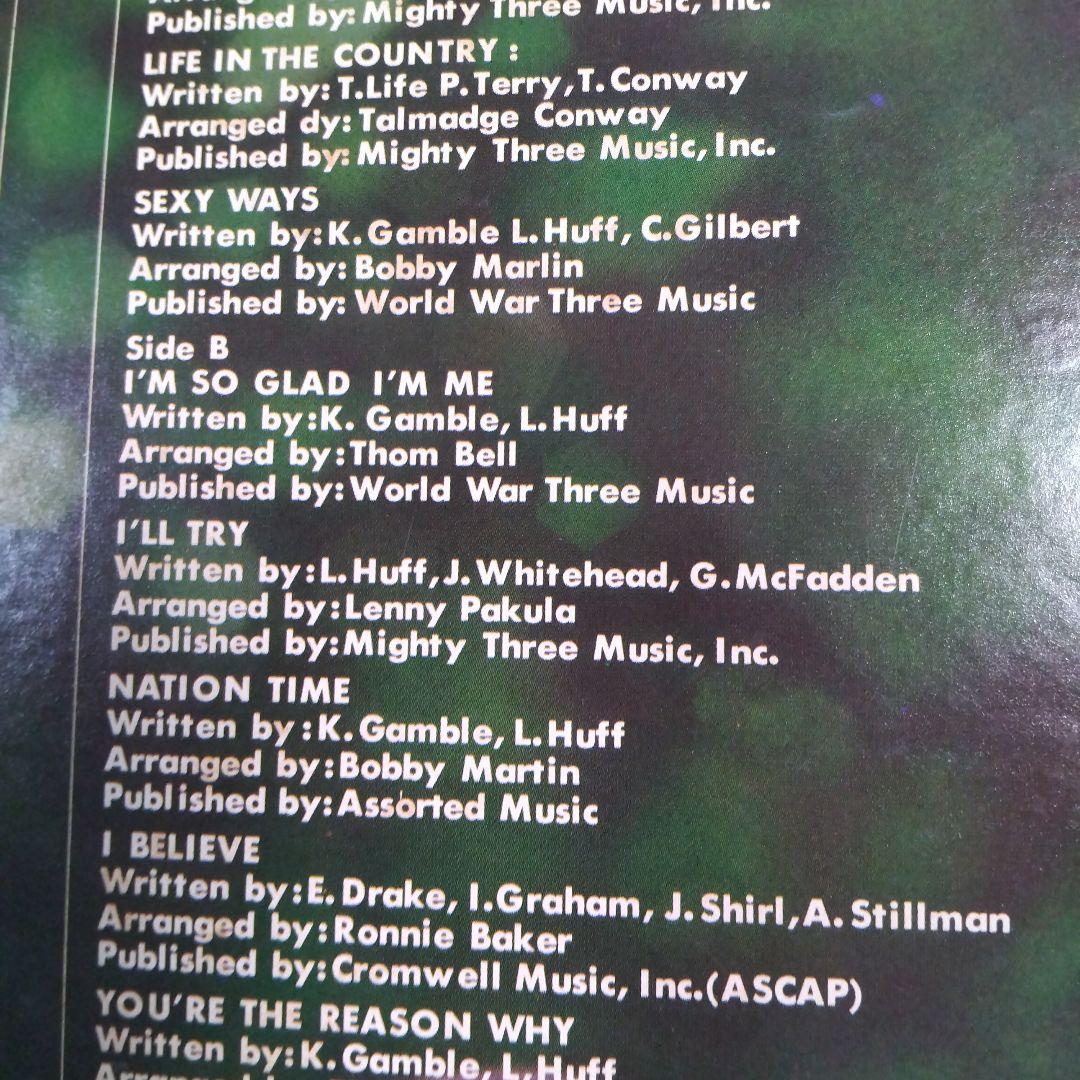 Published by: Mighty Three Music, Inc.
LIFE IN THE COUNTRY :
Written by: T.Life P.Terry, T. Conway
Arranged dy: Talmadge Conway
Published by: Mighty Three Music, Inc.
SEXY WAYS
Written by: K. Gamble L. Huff, C.Gilbert
Arranged by: Bobby Marlin
Published by: World War Three Music
Side B
I'M SO GLAD I'M ME
Written by:K. Gamble, L. Huff
Arranged by:Thom Bell
Published by:World War Three Music
I'LL TRY
Written by:L.Huff,J.Whitehead, G.McFadden
Arranged by:Lenny Pakula
Published by:Mighty Three Music, Inc.
NATION TIME
Written by :K.Gamble, L. Huff
Arranged by:Bobby Martin
Published by:Assorted Music
I BELIEVE
Written by:E. Drake, I.Graham, J.Shirl,A. Stillman
Arranged by:Ronnie Baker
Published by:Cromwell Music, Inc.(ASCAP)
YOU'RE THE REASON WHY
Written by:K.Gamble, L.Huff